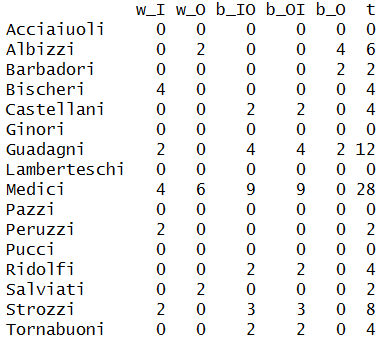 w_I w_O b_IO b_OI b_O t
Acciaiuoli 0 0 0 0 0 0
Albizzi 0 2 0 0 4 6
Barbadori 0 0 0 0 2 2
Bischeri 4 0 0 0 0 4
Castellani 0 0 2 2 0 4
Ginori 0 0 0 0 0 0
Guadagni 2 0 4 4 2 12
Lamberteschi 0 0 0 0 0 0
Medici 4 6 9 9 0 28
Pazzi 0 0 0 0 0 0
Peruzzi 2 0 0 0 0 2
Pucci 0 0 0 0 0 0
Ridolfi 0 0 2 2 0 4
Salviati 0 2 0 0 0 2
Strozzi 2 0 3 3 0 8
Tornabuoni 0 0 2 2 0 4